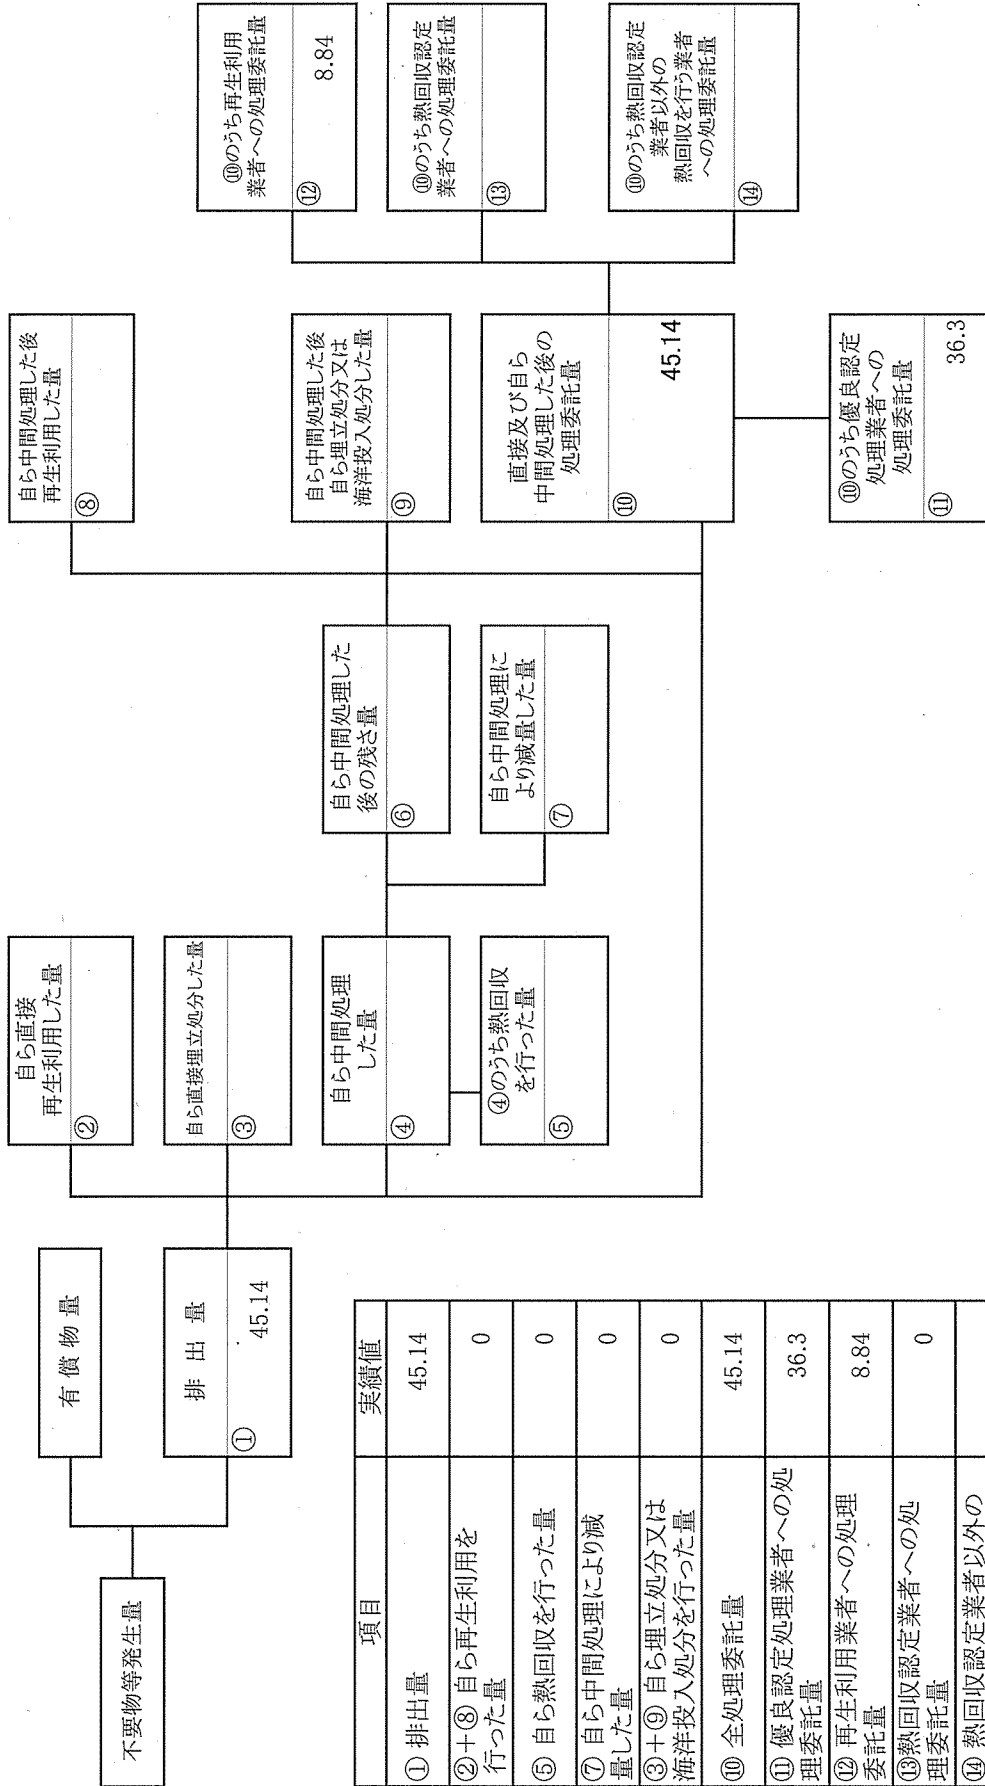 不要物等発生量
有償物量
排出量
① 45.14
自ら直接
再生利用した量
②
自ら直接埋立処分した量
③
自ら中間処理
した量
④
④のうち熱回収
を行った量
⑤
自ら中間処理した
後の残さ量
⑥
自ら中間処理に
より減量した量
⑦
自ら中間処理した後
再生利用した量
⑧
自ら中間処理した後
自ら埋立処分又は
海洋投入処分した量
⑨
直接及び自ら
中間処理した後の
処理委託量
⑩ 45.14
⑩のうち優良認定
処理業者への
処理委託量
⑪ 36.3
⑩のうち再生利用
業者への処理委託量
⑫ 8.84
⑩のうち熱回収認定
業者への処理委託量
⑬
⑩のうち熱回収認定
業者以外の
熱回収を行う業者
への処理委託量
⑭
項目 実績値
① 排出量 45.14
②+⑧ 自ら再生利用を
行った量 0
⑤ 自ら熱回収を行った量 0
⑦ 自ら中間処理により減
量した量 0
③+⑨ 自ら埋立処分又は
海洋投入処分を行った量 0
⑩ 全処理委託量 45.14
⑪ 優良認定処理業者への処
理委託量 36.3
⑫ 再生利用業者への処理
委託量 8.84
⑬熱回収認定業者への処
理委託量 0
⑭ 熱回収認定業者以外の